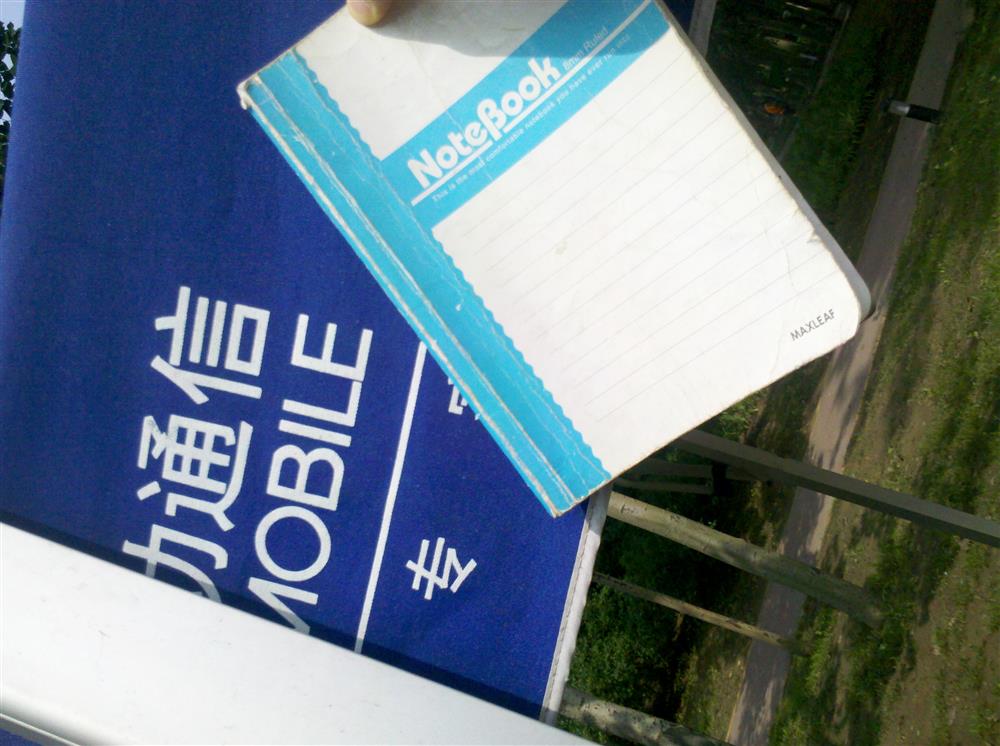 NoteBook
8mm Ruled
This is the most comfortable notebook you have ever run into
MAXLEAF
动通信
MOBILE
专